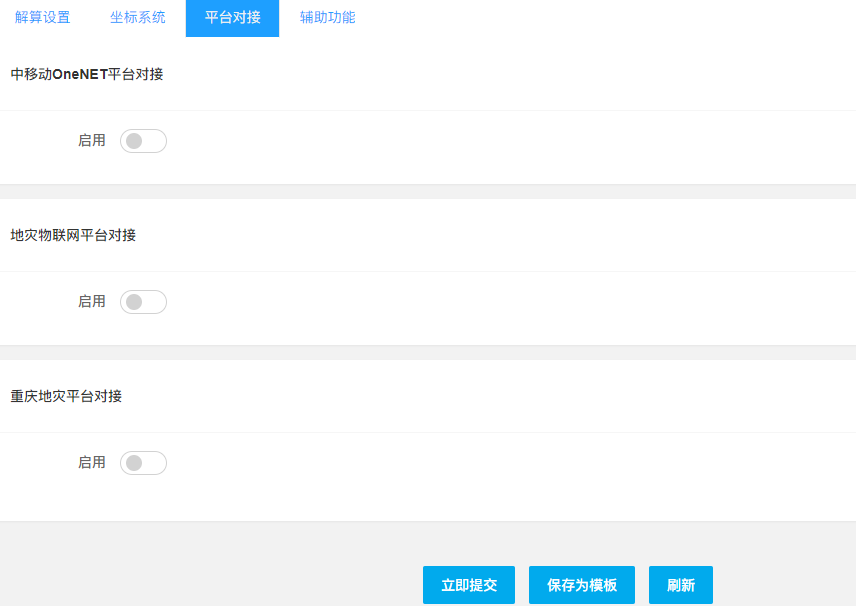 解算设置 坐标系统 平台对接 辅助功能
中移动OneNET平台对接
启用
地灾物联网平台对接
启用
重庆地灾平台对接
启用
立即提交 保存为模板 刷新